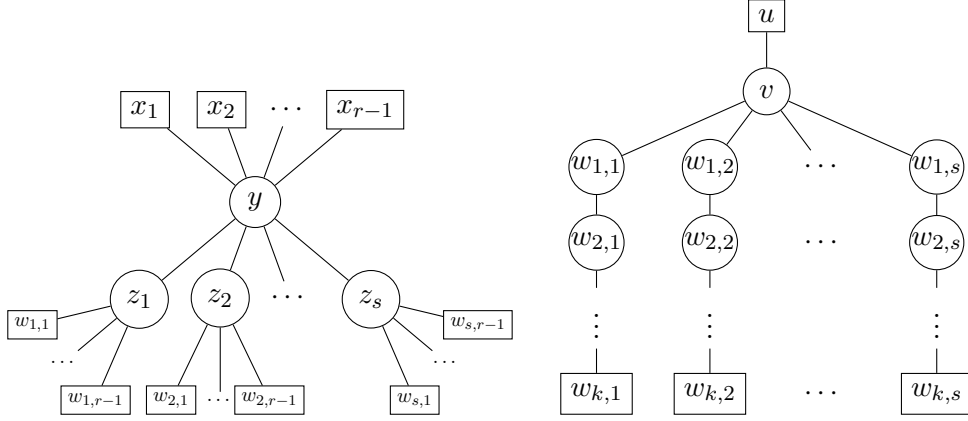 u
v
x_1 x_2 ⋯ x_{r−1}
y
w_{1,1} w_{1,2} ⋯ w_{1,s}
w_{2,1} w_{2,2} ⋯ w_{2,s}
z_1 z_2 ⋯ z_s
w_{1,1} w_{s,r−1}
⋯ ⋯
⋮ ⋮ ⋮
w_{1,r−1} w_{2,1} ⋯ w_{2,r−1} w_{s,1}
w_{k,1} w_{k,2} ⋯ w_{k,s}